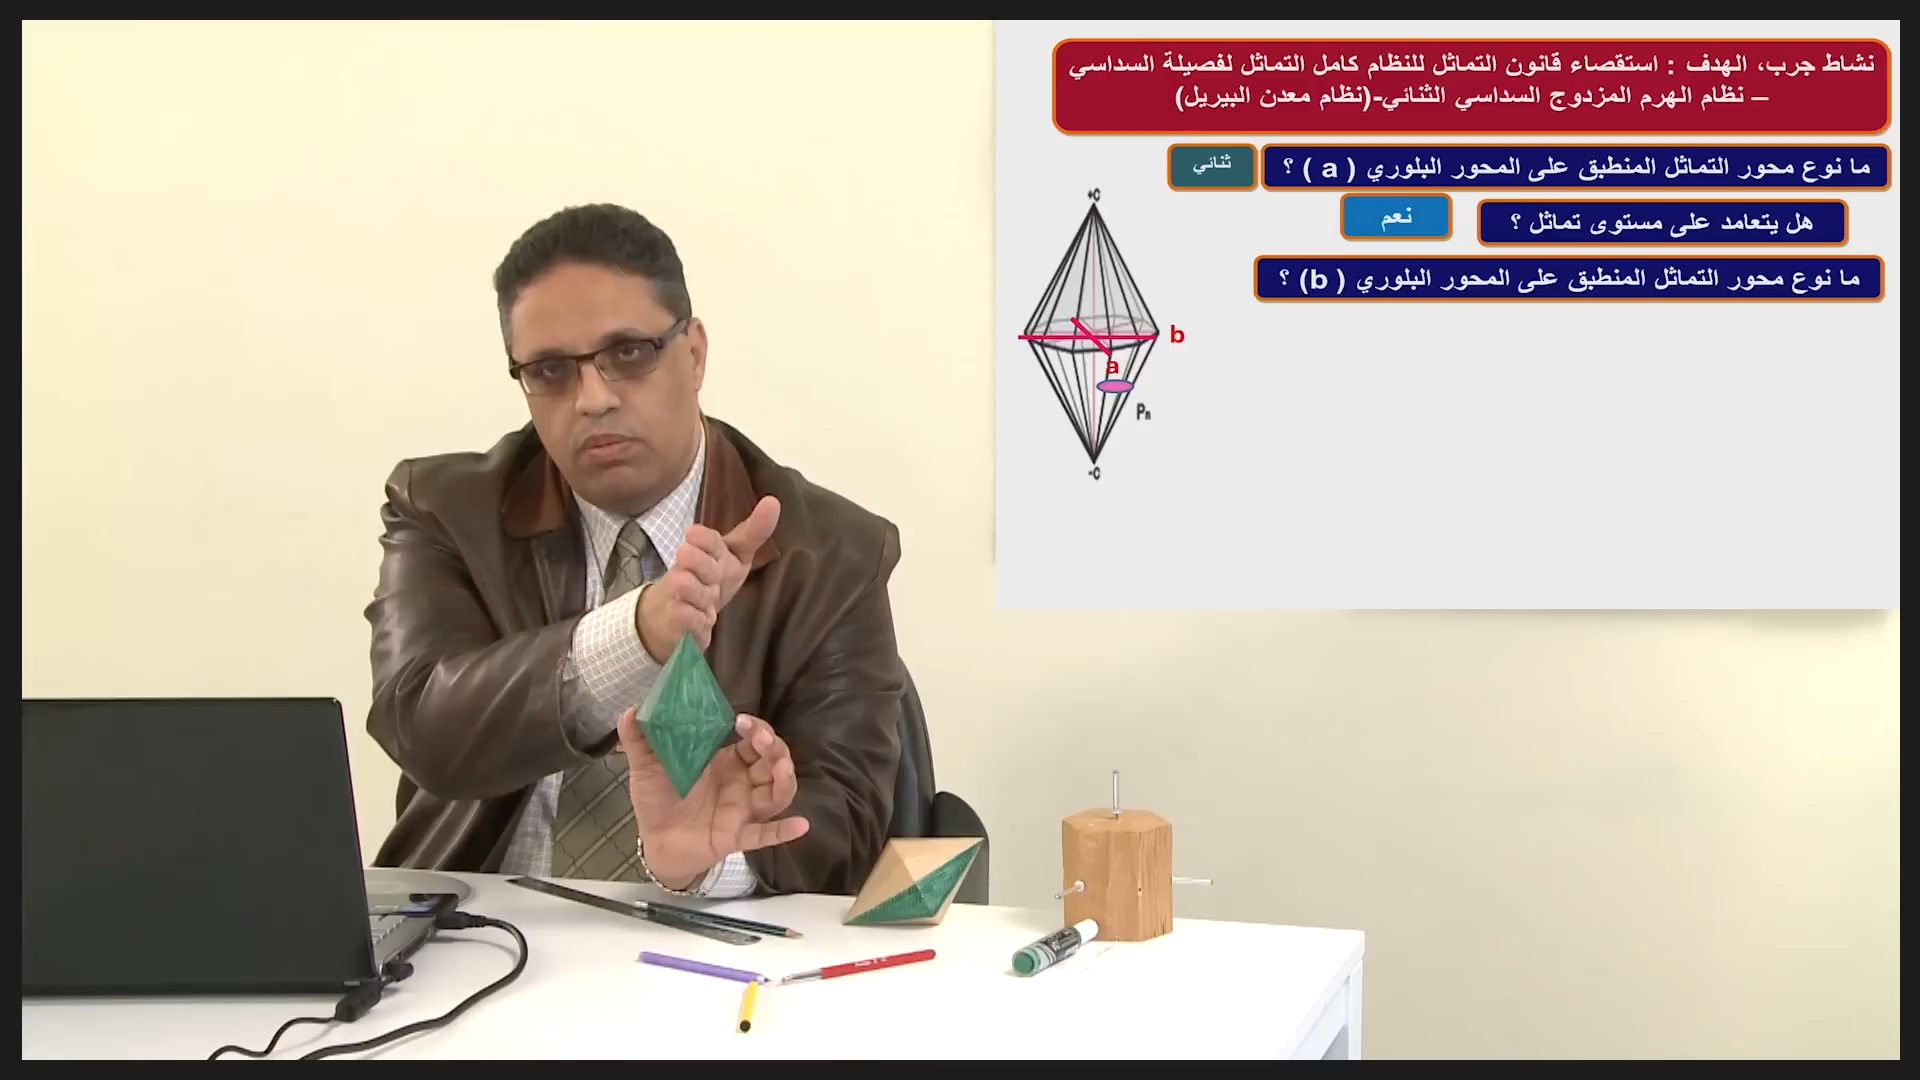 نشاط جرب، الهدف : استقصاء قانون التماثل للنظام كامل التماثل لفصيلة السداسي
– نظام الهرم المزدوج السداسي الثنائي-(نظام معدن البيريل)
ما نوع محور التماثل المنطبق على المحور البلوري ( a ) ؟
ثنائي
هل يتعامد على مستوى تماثل ؟
نعم
ما نوع محور التماثل المنطبق على المحور البلوري ( b) ؟
+C
b
a
Pn
-C